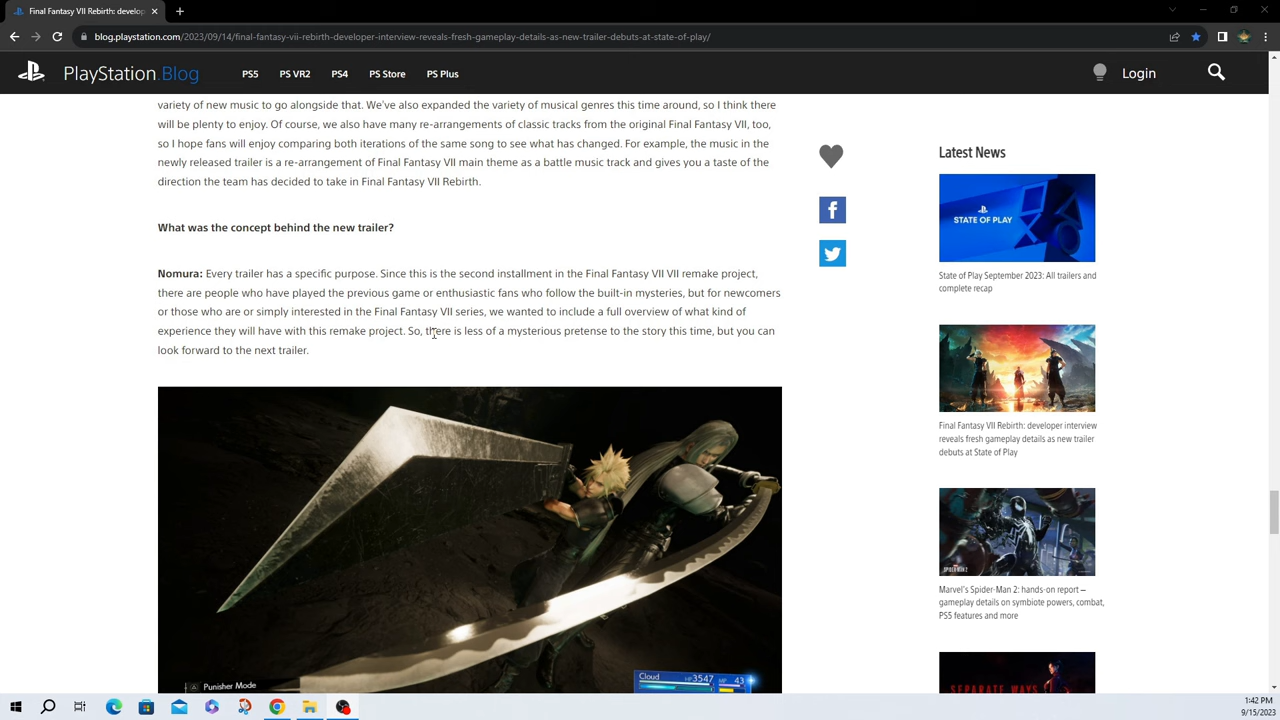 Final Fantasy VII Rebirth: develop
blog.playstation.com/2023/09/14/final-fantasy-vii-rebirth-developer-interview-reveals-fresh-gameplay-details-as-new-trailer-debuts-at-state-of-play/
PlayStation.Blog
PS5 PS VR2 PS4 PS Store PS Plus
Login
variety of new music to go alongside that. We've also expanded the variety of musical genres this time around, so I think there
will be plenty to enjoy. Of course, we also have many re-arrangements of classic tracks from the original Final Fantasy VII, too,
so I hope fans will enjoy comparing both iterations of the same song to see what has changed. For example, the music in the
newly released trailer is a re-arrangement of Final Fantasy VII main theme as a battle music track and gives you a taste of the
direction the team has decided to take in Final Fantasy VII Rebirth.
What was the concept behind the new trailer?
Nomura: Every trailer has a specific purpose. Since this is the second installment in the Final Fantasy VII VII remake project,
there are people who have played the previous game or enthusiastic fans who follow the built-in mysteries, but for newcomers
or those who are or simply interested in the Final Fantasy VII series, we wanted to include a full overview of what kind of
experience they will have with this remake project. So, there is less of a mysterious pretense to the story this time, but you can
look forward to the next trailer.
Punisher Mode
Cloud HP3547 MP 43
Latest News
STATE OF PLAY
State of Play September 2023: All trailers and
complete recap
Final Fantasy VII Rebirth: developer interview
reveals fresh gameplay details as new trailer
debuts at State of Play
SPIDER-MAN 2
Marvel's Spider-Man 2: hands-on report –
gameplay details on symbiote powers, combat,
PS5 features and more
SEPARATE WAYS
1:42 PM
9/15/2023